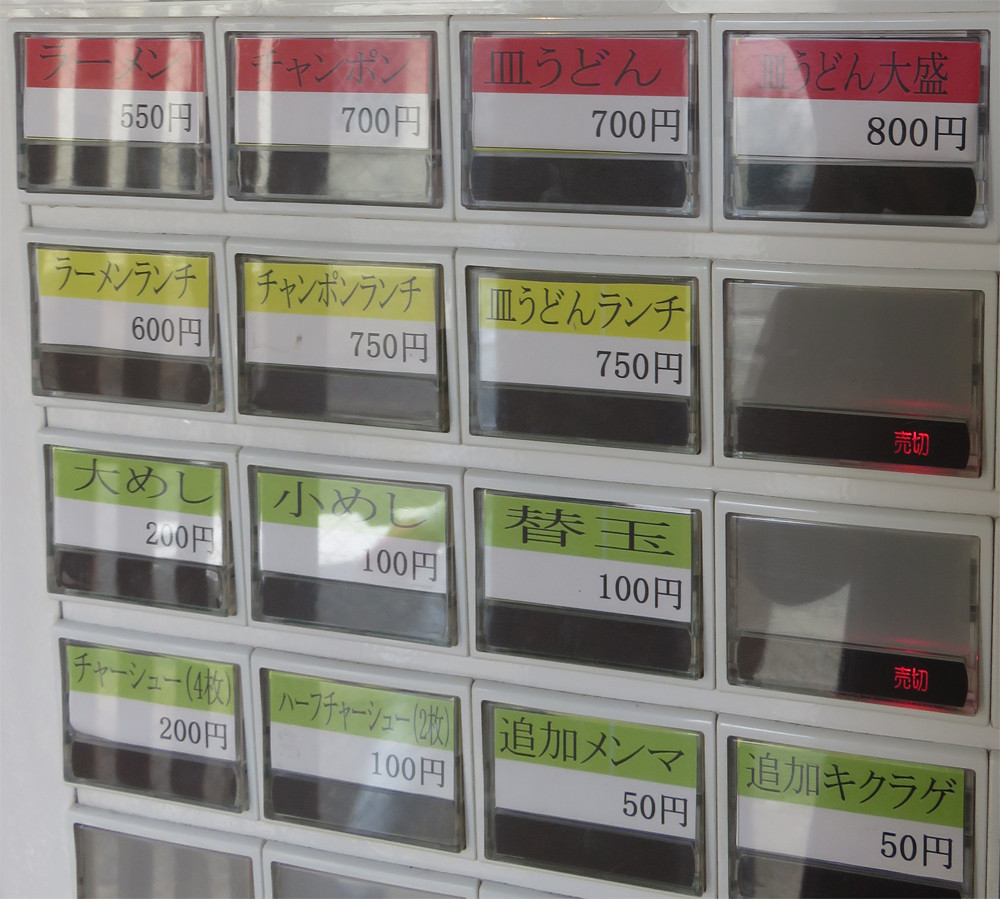 ラーメン
550円
チャンポン
700円
皿うどん
700円
皿うどん大盛
800円
ラーメンランチ
600円
チャンポンランチ
750円
皿うどんランチ
750円
売切
大めし
200円
小めし
100円
替玉
100円
売切
チャーシュー(4枚)
200円
ハーフチャーシュー(2枚)
100円
追加メンマ
50円
追加キクラゲ
50円